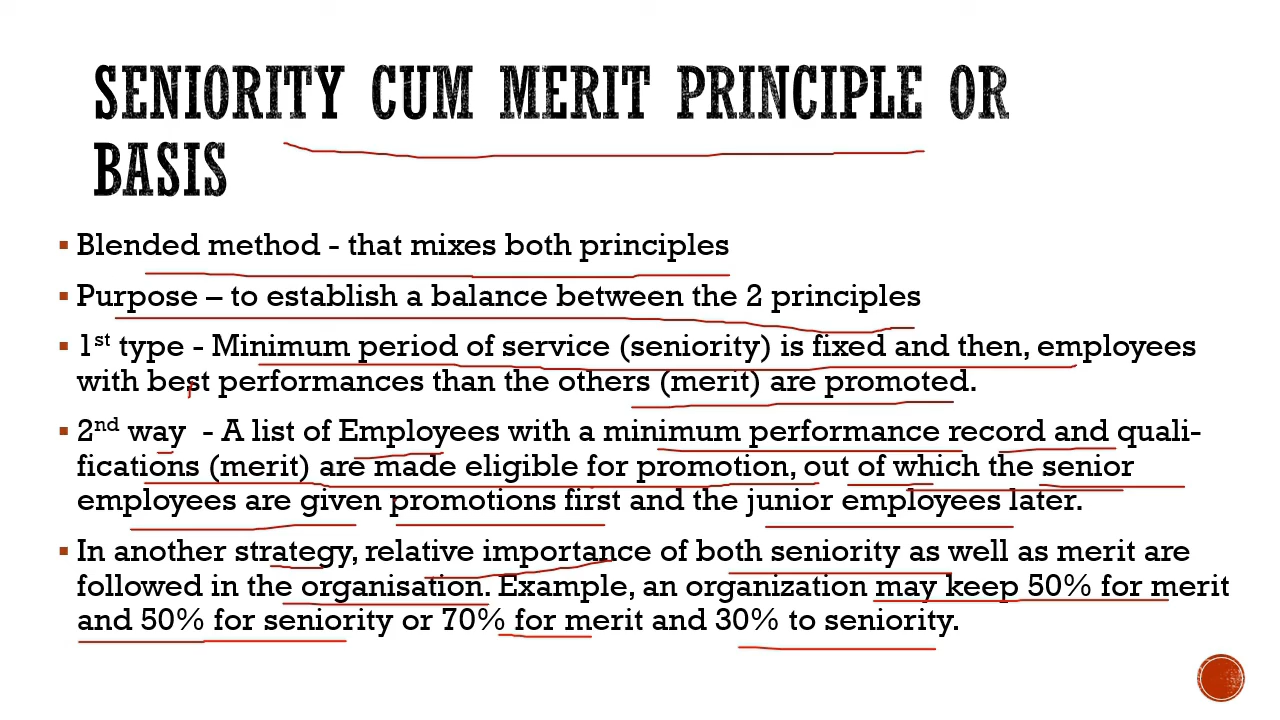 SENIORITY CUM MERIT PRINCIPLE OR
BASIS
▪ Blended method - that mixes both principles
▪ Purpose – to establish a balance between the 2 principles
▪ 1st type - Minimum period of service (seniority) is fixed and then, employees
with best performances than the others (merit) are promoted.
▪ 2nd way - A list of Employees with a minimum performance record and quali-
fications (merit) are made eligible for promotion, out of which the senior
employees are given promotions first and the junior employees later.
▪ In another strategy, relative importance of both seniority as well as merit are
followed in the organisation. Example, an organization may keep 50% for merit
and 50% for seniority or 70% for merit and 30% to seniority.